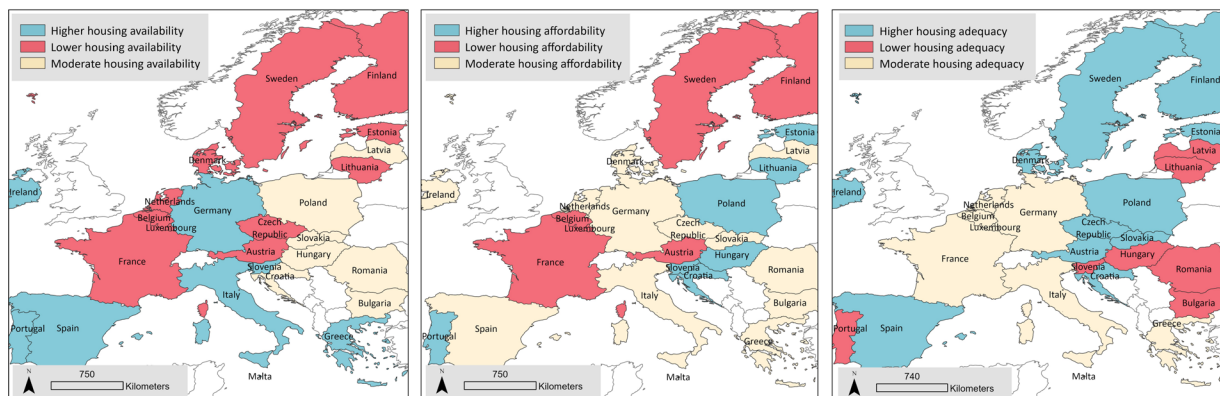 Higher housing availability
Lower housing availability
Moderate housing availability
Sweden
Finland
Estonia
Latvia
Lithuania
Denmark
Ireland
Netherlands
Poland
Germany
Belgium
Luxembourg
Czech
Republic
Slovakia
Austria
Hungary
France
Slovenia
Croatia
Romania
Italy
Bulgaria
Portugal
Spain
Greece
Malta
N
750
Kilometers
Higher housing affordability
Lower housing affordability
Moderate housing affordability
Sweden
Finland
Estonia
Latvia
Lithuania
Denmark
Ireland
Netherlands
Poland
Germany
Belgium
Luxembourg
Czech
Republic
Slovakia
Austria
Hungary
France
Slovenia
Croatia
Romania
Italy
Bulgaria
Portugal
Spain
Greece
Malta
N
750
Kilometers
Higher housing adequacy
Lower housing adequacy
Moderate housing adequacy
Sweden
Finland
Estonia
Latvia
Lithuania
Denmark
Ireland
Netherlands
Poland
Germany
Belgium
Luxembourg
Czech
Republic
Slovakia
Austria
Hungary
France
Slovenia
Croatia
Romania
Italy
Bulgaria
Portugal
Spain
Greece
Malta
N
740
Kilometers